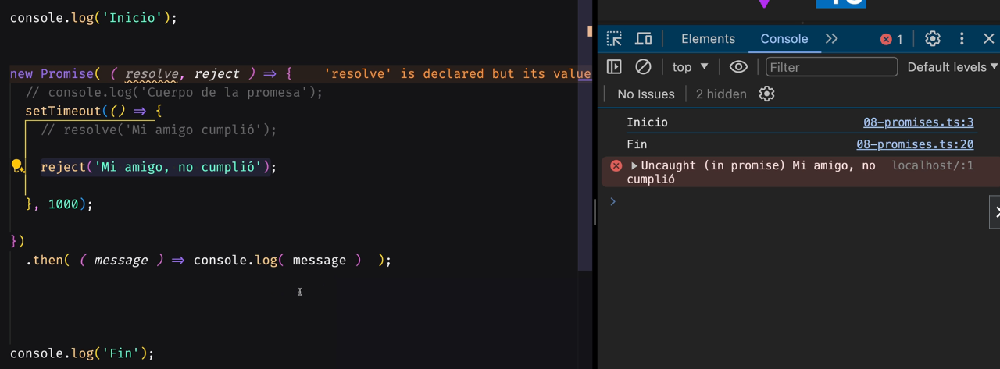 console.log('Inicio');
new Promise( ( resolve, reject ) => {    'resolve' is declared but its value
// console.log('Cuerpo de la promesa');
setTimeout(() => {
// resolve('Mi amigo cumplió');
reject('Mi amigo, no cumplió');
}, 1000);
})
.then( ( message ) => console.log( message )  );
console.log('Fin');
Elements Console 1
top Filter Default levels
No Issues 2 hidden
Inicio 08-promises.ts:3
Fin 08-promises.ts:20
Uncaught (in promise) Mi amigo, no localhost/:1
cumplió